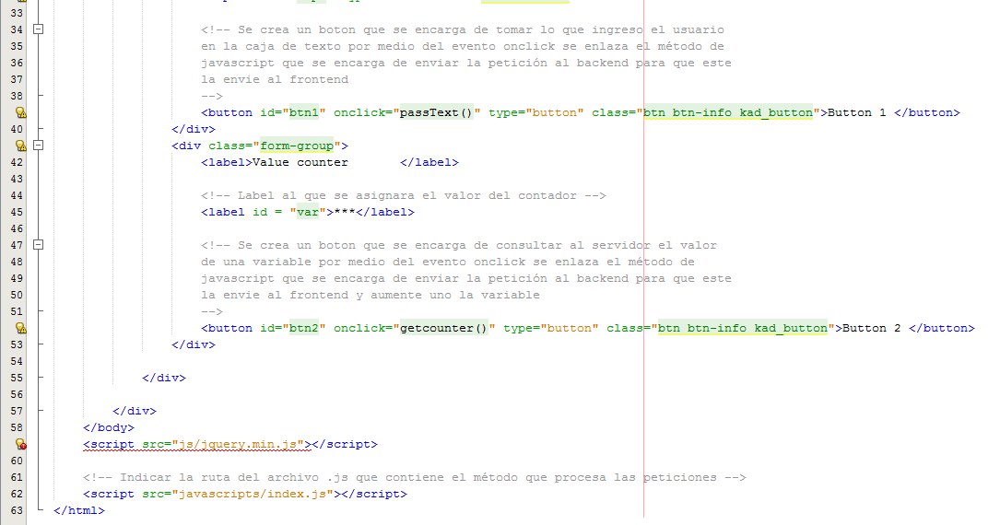 33
34 <!-- Se crea un boton que se encarga de tomar lo que ingreso el usuario
35 en la caja de texto por medio del evento onclick se enlaza el método de
36 javascript que se encarga de enviar la petición al backend para que este
37 la envie al frontend
38 -->
<button id="btn1" onclick="passText()" type="button" class="btn btn-info kad_button">Button 1 </button>
40 </div>
<div class="form-group">
42 <label>Value counter       </label>
43
44 <!-- Label al que se asignara el valor del contador -->
45 <label id = "var">***</label>
46
47 <!-- Se crea un boton que se encarga de consultar al servidor el valor
48 de una variable por medio del evento onclick se enlaza el método de
49 javascript que se encarga de enviar la petición al backend para que este
50 la envie al frontend y aumente uno la variable
51 -->
<button id="btn2" onclick="getcounter()" type="button" class="btn btn-info kad_button">Button 2 </button>
53 </div>
54
55 </div>
56
57 </div>
58 </body>
<script src="js/jquery.min.js"></script>
60
61 <!-- Indicar la ruta del archivo .js que contiene el método que procesa las peticiones -->
62 <script src="javascripts/index.js"></script>
63 </html>